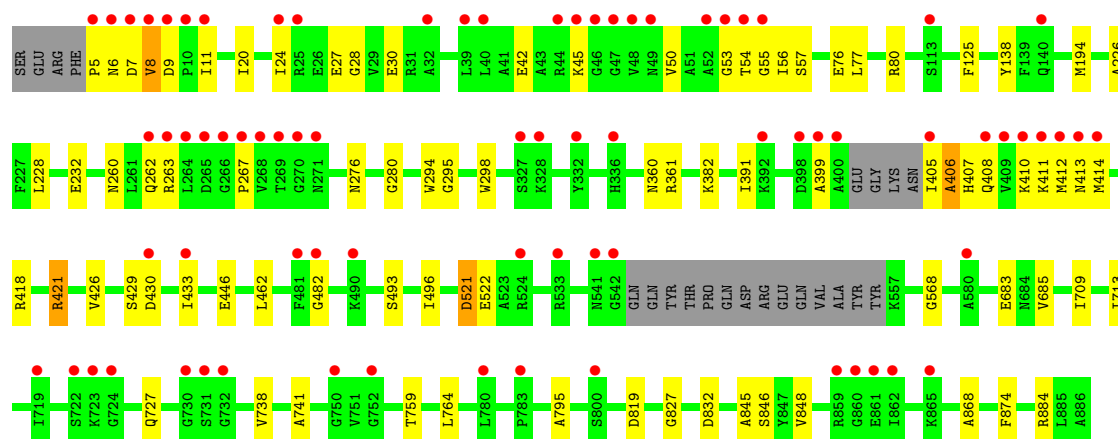 SER GLU ARG PHE P5 N6 D7 V8 D9 P10 I11 I20 I24 R25 E26 E27 G28 V29 E30 R31 A32 L39 L40 A41 E42 A43 R44 K45 G46 G47 V48 N49 V50 A51 A52 G53 T54 G55 I56 S57 E76 L77 R80 S113 F125 Y138 F139 Q140 M194 A226
F227 L228 E232 N260 L261 Q262 R263 L264 D265 G266 P267 V268 T269 G270 N271 N276 G280 W294 G295 W298 S327 K328 Y332 H336 N360 R361 K382 I391 K392 D398 A399 A400 GLU GLY LYS ASN I405 A406 H407 Q408 V409 K410 K411 M412 N413 M414
R418 R421 V426 S429 D430 I433 E446 L462 F481 G482 K490 S493 I496 D521 E522 A523 R524 R533 N541 G542 GLN GLN TYR THR PRO GLN ASP ARG GLU GLN VAL ALA TYR TYR K557 G568 A580 E683 N684 V685 I709 I713
I719 S722 K723 G724 Q727 G730 S731 G732 V738 A741 G750 V751 G752 T759 L764 L780 P783 A795 S800 D819 G827 D832 A845 S846 Y847 V848 R859 G860 E861 I862 K865 A868 F874 R884 L885 A886